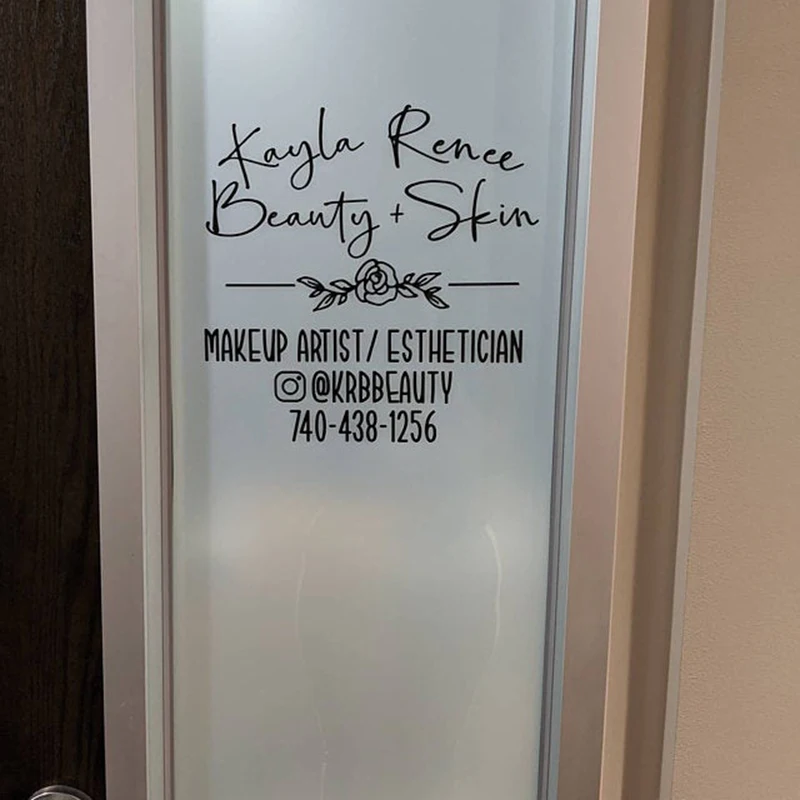 Kayla Renee
Beauty + Skin
MAKEUP ARTIST/ ESTHETICIAN
@KRBBEAUTY
740-438-1256